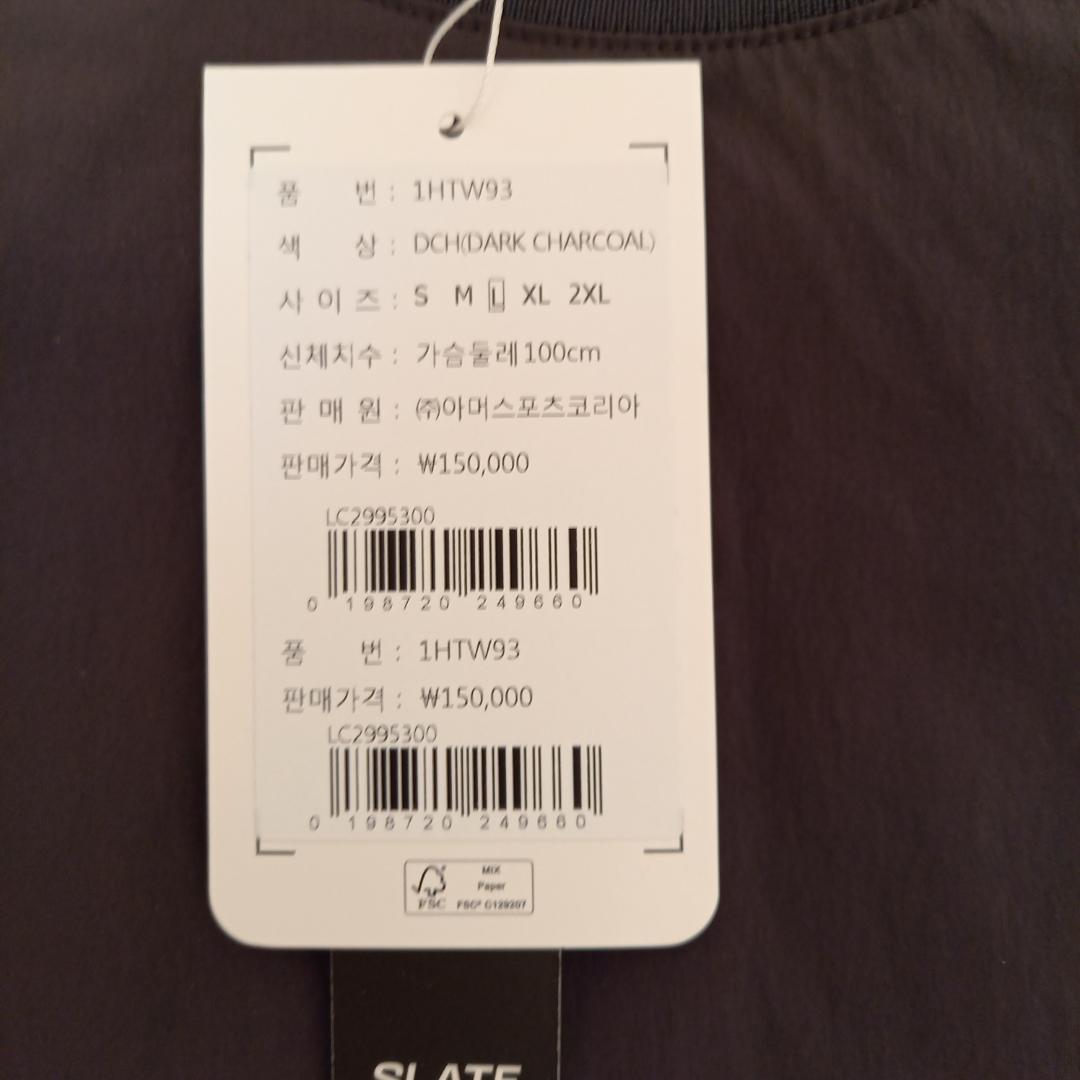 품 번 : 1HTW93
색 상 : DCH(DARK CHARCOAL)
사 이 즈 : S M L XL 2XL
신체치수 : 가슴둘레100cm
판 매 원 : ㈜아머스포츠코리아
판매가격 : ₩150,000
LC2995300
0 198720 249660
품 번 : 1HTW93
판매가격 : ₩150,000
LC2995300
0 198720 249660
MIX
Paper
FSC FSC® C129207
SLATE